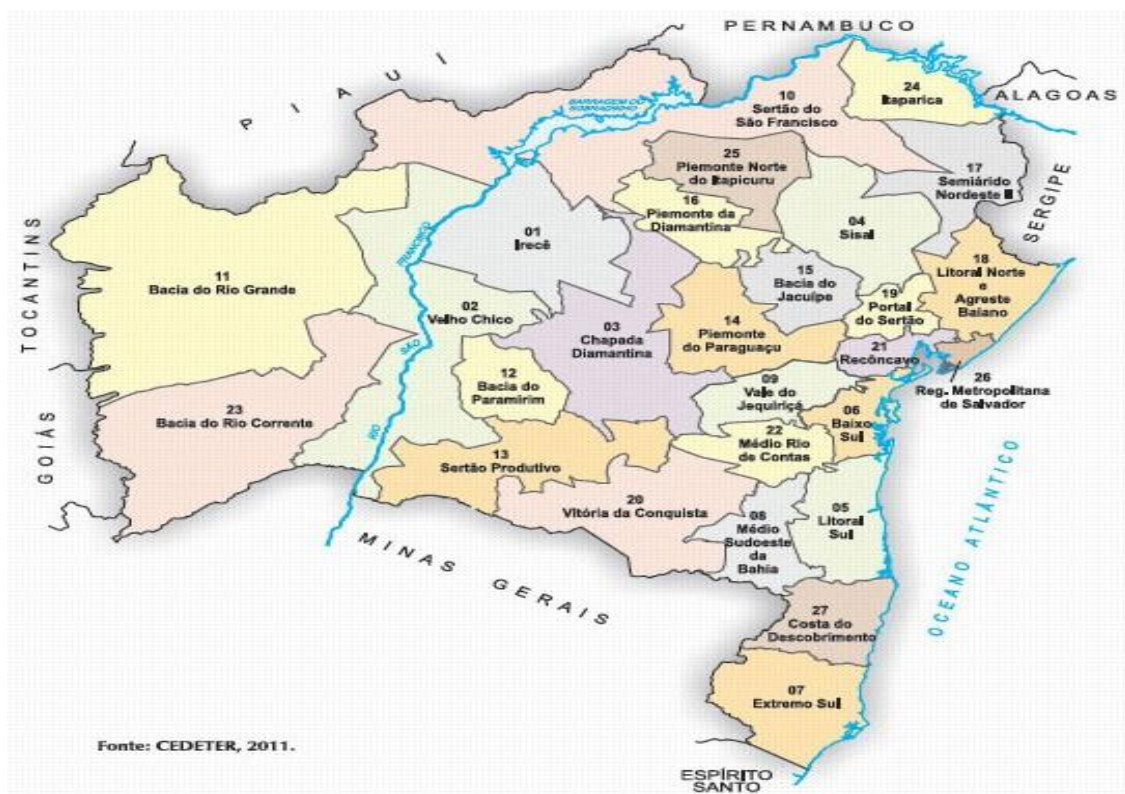 PERNAMBUCO
PIAUI
ALAGOAS
SERGIPE
TOCANTINS
GOIÁS
MINAS GERAIS
ESPÍRITO
SANTO
OCEANO ATLÂNTICO
BARRAGEM DO
SOBRADINHO
RIO
SÃO
FRANCISCO
24
Itaparica
10
Sertão do
São Francisco
25
Piemonte Norte
do Itapicuru
17
Semiárido
Nordeste II
16
Piemonte da
Diamantina
04
Sisal
01
Irecê
11
Bacia do Rio Grande
15
Bacia do
Jacuípe
18
Litoral Norte
e
Agreste
Baiano
19
Portal
do Sertão
02
Velho Chico
03
Chapada
Diamantina
14
Piemonte
do Paraguaçu
21
Recôncavo
26
Reg. Metropolitana
de Salvador
12
Bacia do
Paramirim
09
Vale do
Jequiriçá
06
Baixo
Sul
23
Bacia do Rio Corrente
22
Médio Rio
de Contas
13
Sertão Produtivo
20
Vitória da Conquista
08
Médio
Sudoeste
da
Bahia
05
Litoral
Sul
27
Costa do
Descobrimento
07
Extremo Sul
Fonte: CEDETER, 2011.